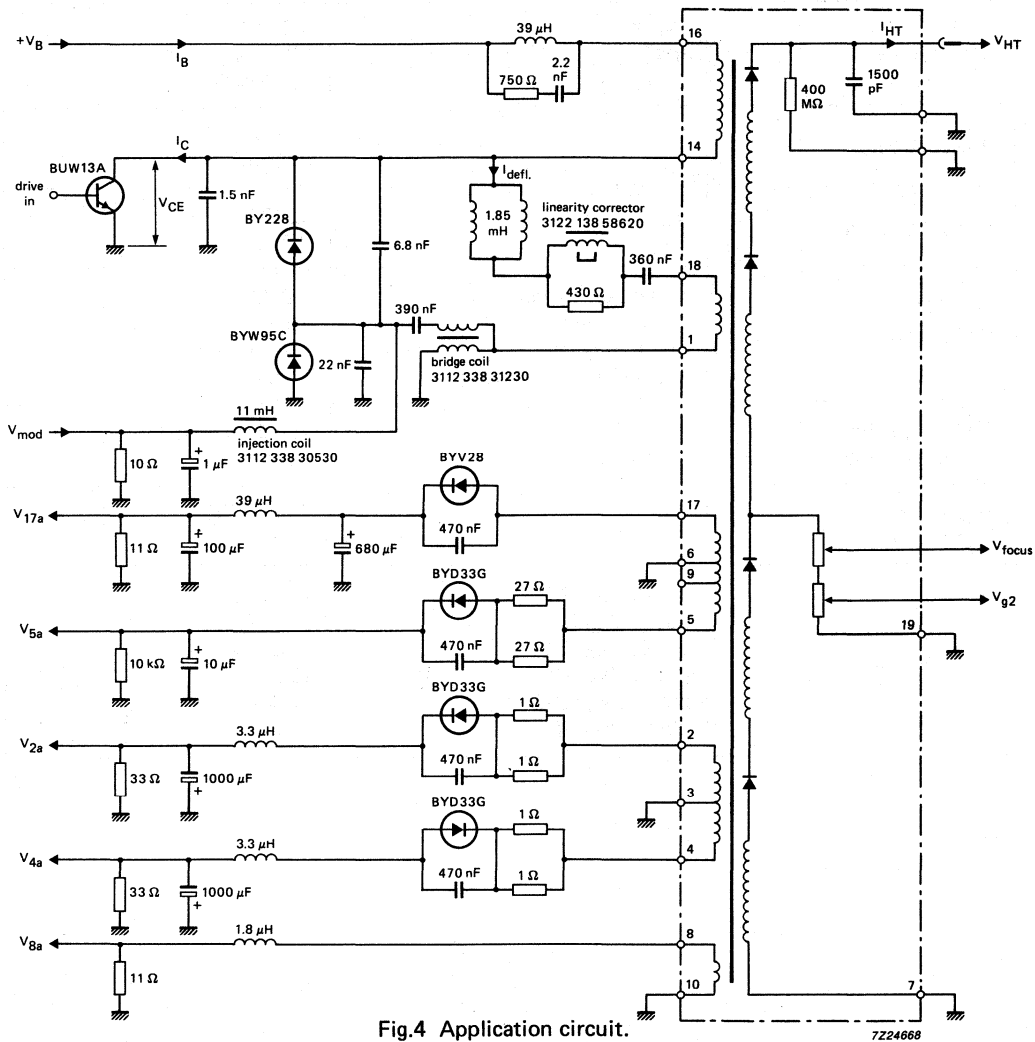 +V_B
I_B
39 μH
750 Ω
2.2
nF
16
I_HT
V_HT
400
MΩ
1500
pF
14
BUW13A
drive
in
I_C
V_CE
1.5 nF
BY228
6.8 nF
I_defl.
1.85
mH
linearity corrector
3122 138 58620
360 nF
430 Ω
18
1
390 nF
BYW95C
22 nF
bridge coil
3112 338 31230
V_mod
11 mH
injection coil
3112 338 30530
10 Ω
+
1 μF
BYV28
V_17a
39 μH
470 nF
17
11 Ω
+
100 μF
+
680 μF
6
9
V_focus
BYD33G
27 Ω
V_g2
V_5a
5
19
10 kΩ
+
10 μF
470 nF
27 Ω
BYD33G
1 Ω
V_2a
3.3 μH
2
33 Ω
1000 μF
+
470 nF
1 Ω
3
BYD33G
1 Ω
V_4a
3.3 μH
4
33 Ω
1000 μF
+
470 nF
1 Ω
V_8a
1.8 μH
8
11 Ω
10
7
Fig.4 Application circuit.
7Z24668